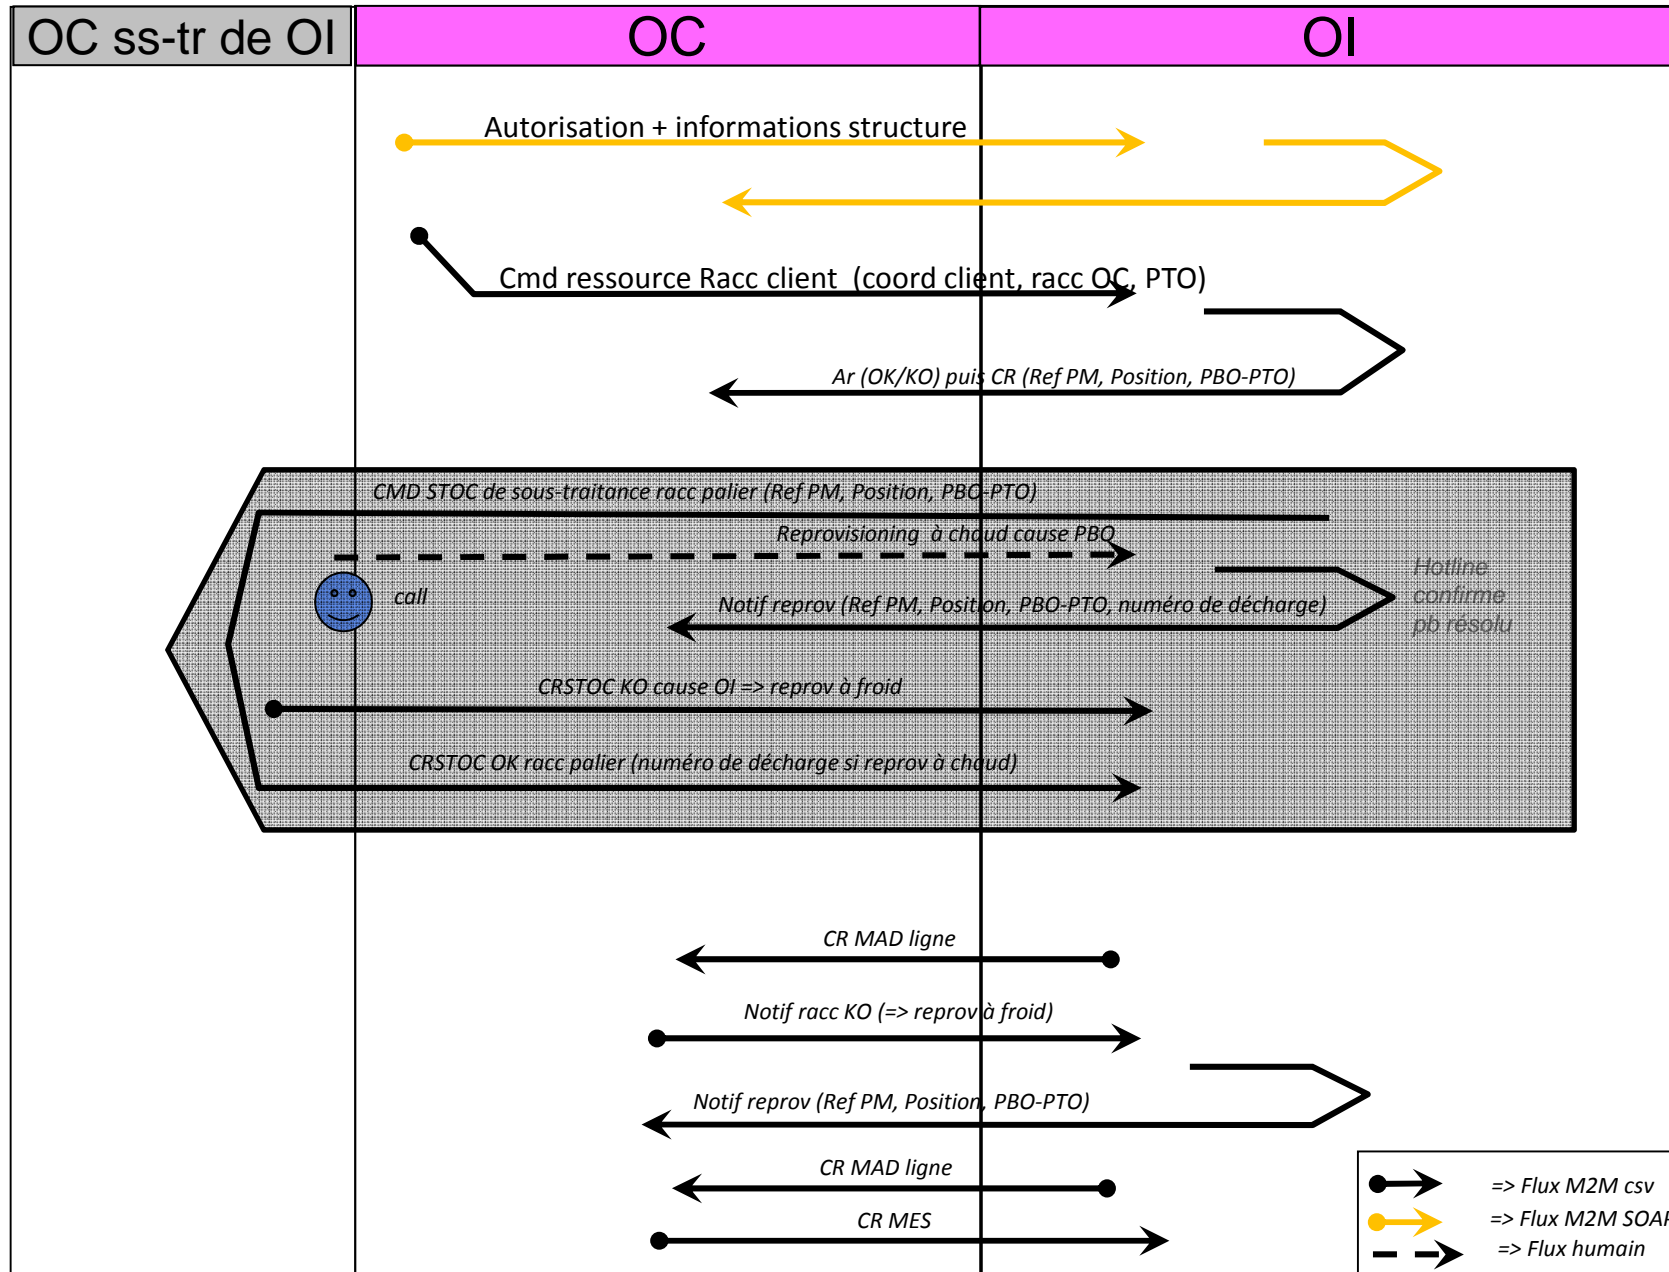 OC ss-tr de OI
OC
OI
Autorisation + informations structure
Cmd ressource Racc client (coord client, racc OC, PTO)
Ar (OK/KO) puis CR (Ref PM, Position, PBO-PTO)
CMD STOC de sous-traitance racc palier (Ref PM, Position, PBO-PTO)
Reprovisioning à chaud cause PBO
call
Hotline
confirme
pb résolu
Notif reprov (Ref PM, Position, PBO-PTO, numéro de décharge)
CRSTOC KO cause OI => reprov à froid
CRSTOC OK racc palier (numéro de décharge si reprov à chaud)
CR MAD ligne
Notif racc KO (=> reprov à froid)
Notif reprov (Ref PM, Position, PBO-PTO)
CR MAD ligne
CR MES
=> Flux M2M csv
=> Flux M2M SOAP
=> Flux humain